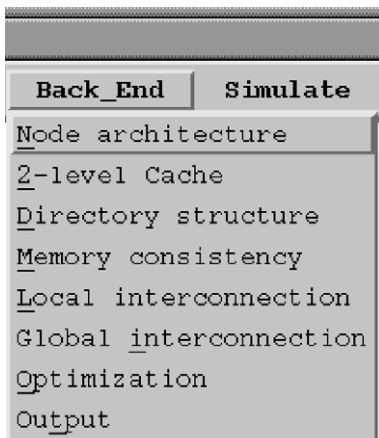 Back_End Simulate
Node architecture
2-level Cache
Directory structure
Memory consistency
Local interconnection
Global interconnection
Optimization
Output